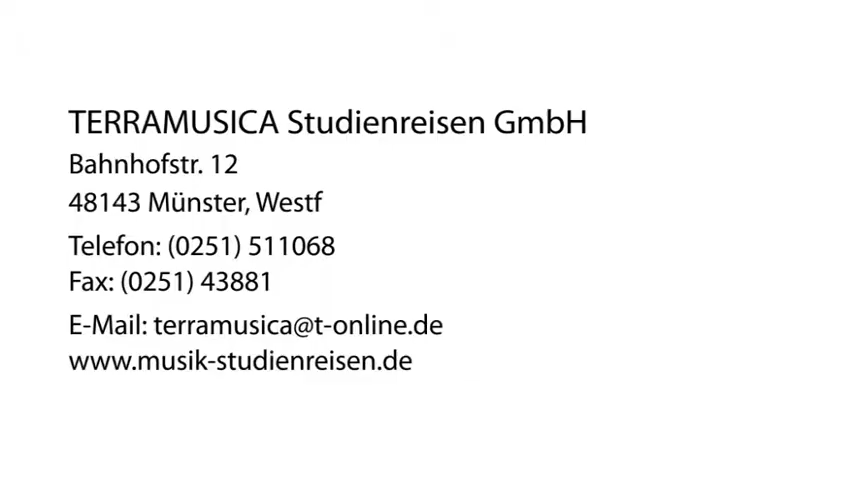 TERRAMUSICA Studienreisen GmbH
Bahnhofstr. 12
48143 Münster, Westf
Telefon: (0251) 511068
Fax: (0251) 43881
E-Mail: terramusica@t-online.de
www.musik-studienreisen.de